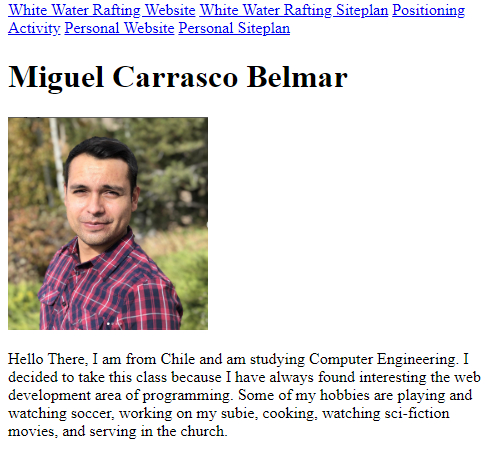 White Water Rafting Website White Water Rafting Siteplan Positioning
Activity Personal Website Personal Siteplan
Miguel Carrasco Belmar
Hello There, I am from Chile and am studying Computer Engineering. I
decided to take this class because I have always found interesting the web
development area of programming. Some of my hobbies are playing and
watching soccer, working on my subie, cooking, watching sci-fiction
movies, and serving in the church.